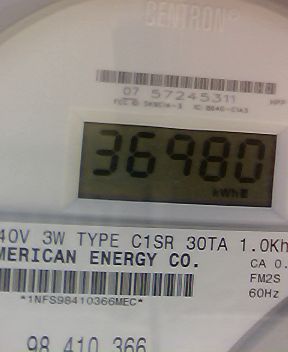 CENTRON®
07 57245311
36980
kWh
40V 3W TYPE C1SR 30TA 1.0Kh
MERICAN ENERGY CO.
CA 0.
FM2S
60Hz
*1NFS98410366MEC*
98 410 366